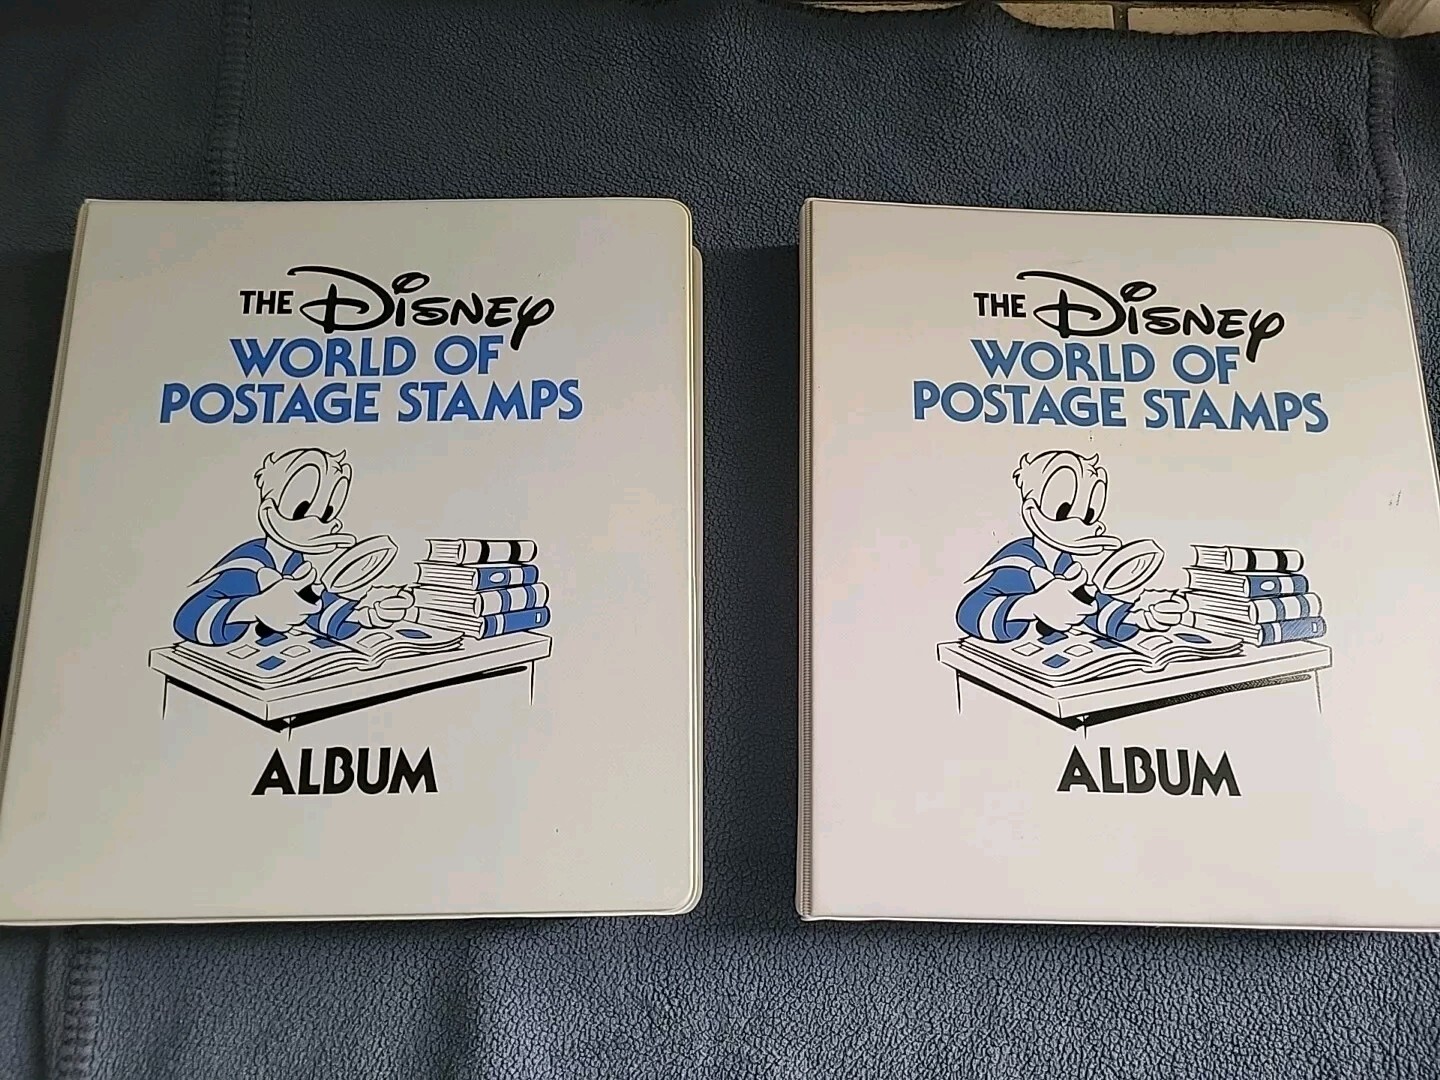 THE Disney
WORLD OF
POSTAGE STAMPS
ALBUM
THE Disney
WORLD OF
POSTAGE STAMPS
ALBUM